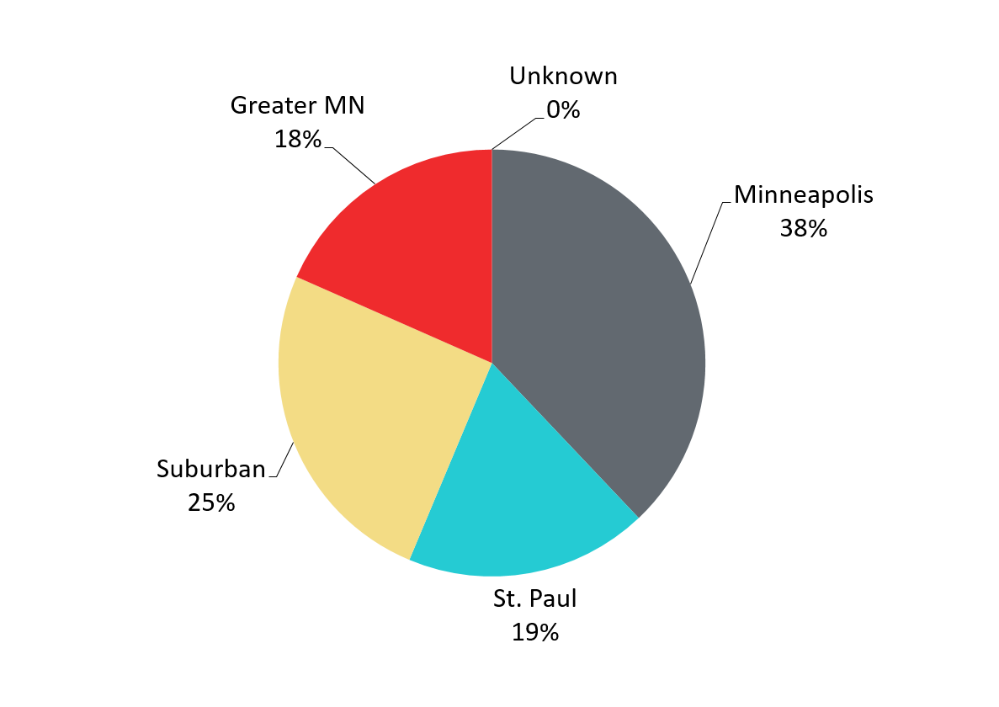 Unknown
0%
Greater MN
18%
Minneapolis
38%
Suburban
25%
St. Paul
19%